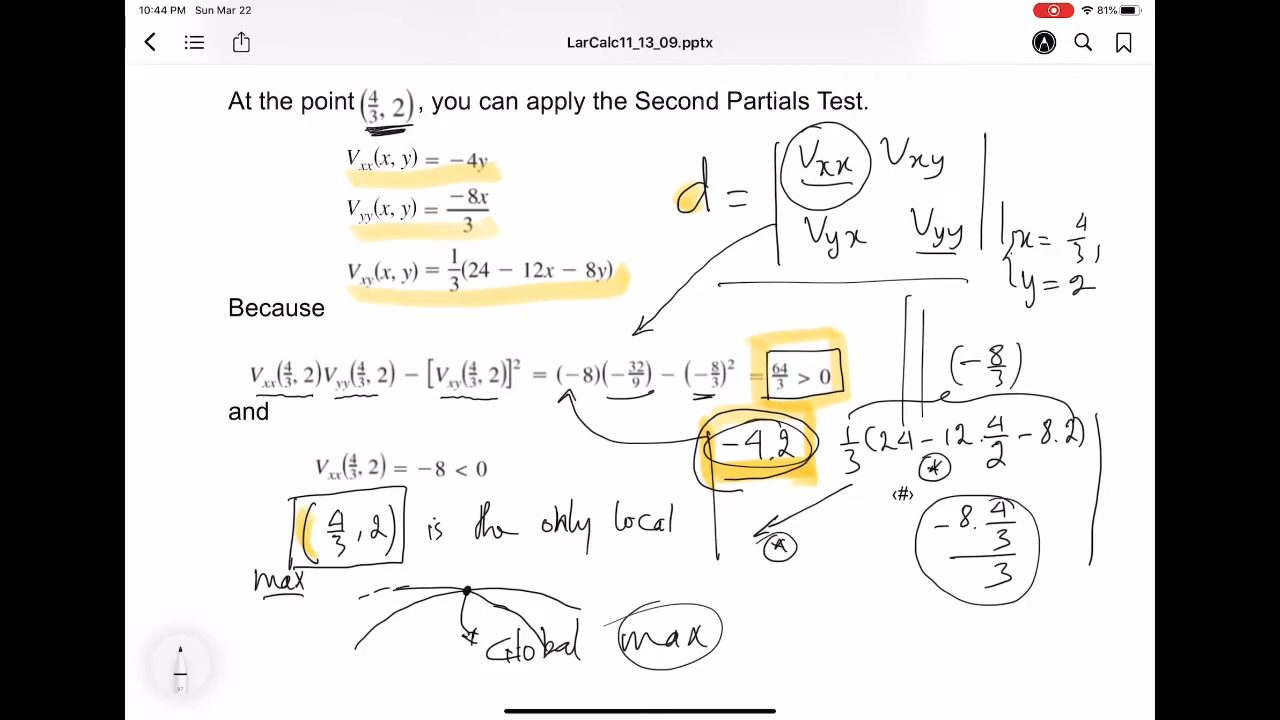 10:44 PM Sun Mar 22
81%
LarCalc11_13_09.pptx
At the point (4/3, 2), you can apply the Second Partials Test.
V_xx(x, y) = −4y
V_yy(x, y) = −8x/3
V_xy(x, y) = 1/3(24 − 12x − 8y)
d = | V_xx V_xy
V_yx V_yy |
x = 4/3,
y = 2
Because
V_xx(4/3, 2)V_yy(4/3, 2) − [V_xy(4/3, 2)]² = (−8)(−32/9) − (−8/3)² = 64/3 > 0
(−8/3)
and
−4.2
1/3(24 − 12.4/2 − 8.2)
V_xx(4/3, 2) = −8 < 0
<#>
−8.4/3
3
(4/3, 2) is the only local
max
Global max
97